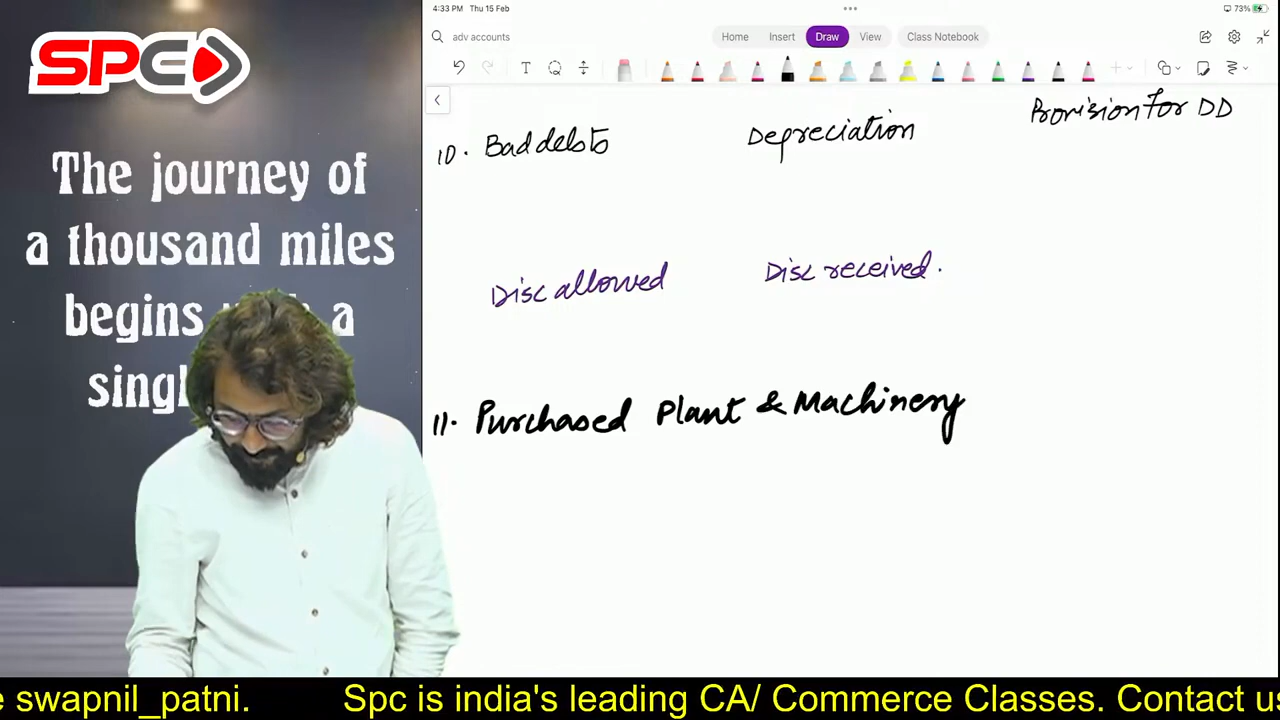 SPC
The journey of
a thousand miles
begins a
singl
4:33 PM Thu 15 Feb
73%
adv accounts
Home Insert Draw View Class Notebook
Provision for DD
10. Bad debts Depreciation
Disc allowed Disc received.
11. Purchased Plant & Machinery
e swapnil_patni. Spc is india's leading CA/ Commerce Classes. Contact us